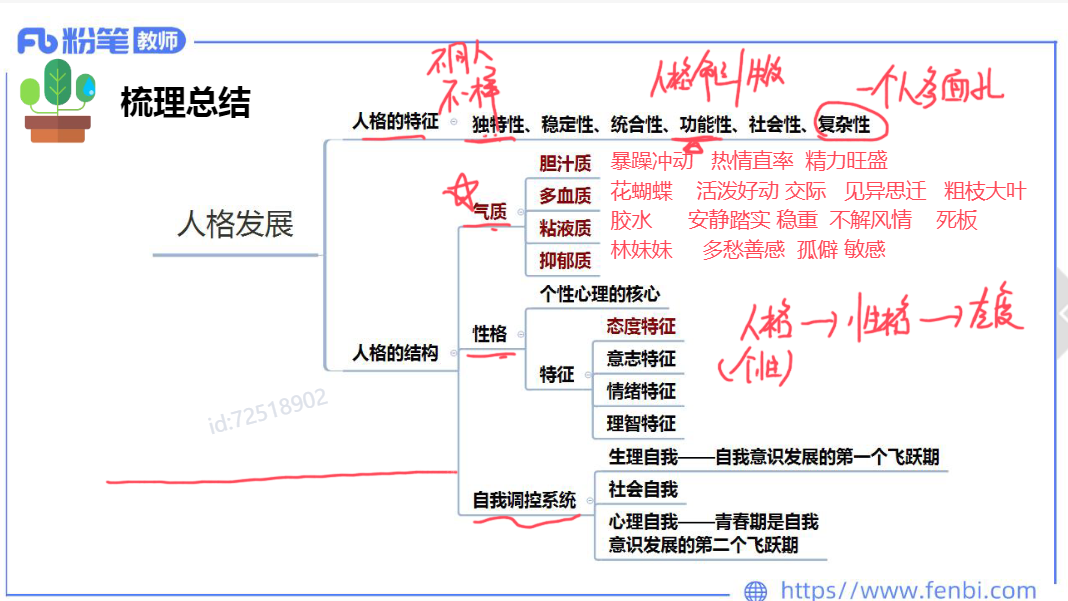 粉笔 教师
不同人
不一样
人格命运 版
一个人多面孔
梳理总结
人格的特征
独特性、稳定性、统合性、功能性、社会性、复杂性
胆汁质 暴躁冲动 热情直率 精力旺盛
多血质 花蝴蝶 活泼好动 交际 见异思迁 粗枝大叶
气质
粘液质 胶水 安静踏实 稳重 不解风情 死板
抑郁质 林妹妹 多愁善感 孤僻 敏感
人格发展
个性心理的核心
性格
态度特征
人格→性格→态度
(个性)
人格的结构
意志特征
特征
情绪特征
理智特征
id:72518902
生理自我——自我意识发展的第一个飞跃期
社会自我
自我调控系统
心理自我——青春期是自我
意识发展的第二个飞跃期
https//www.fenbi.com